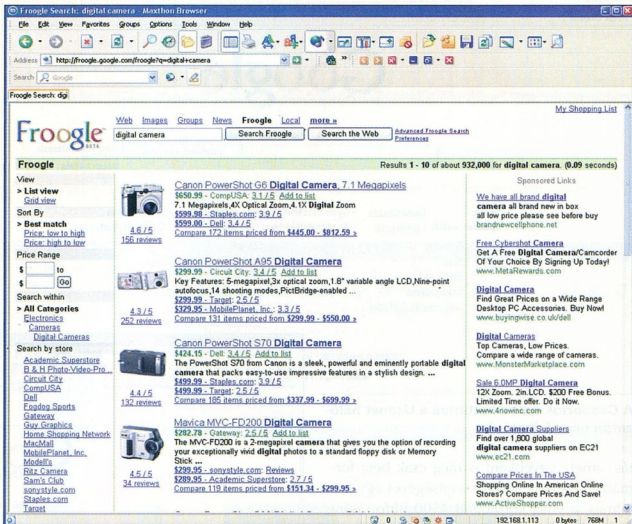 Froogle Search: digital camera - Maxthon Browser
File Edit View Favorites Groups Options Tools Window Help
Address http://froogle.google.com/froogle?q=digital+camera
Search Google
Froogle Search: digi
My Shopping List
Web Images Groups News Froogle Local more »
Froogle BETA
digital camera Search Froogle Search the Web Advanced Froogle Search
Preferences
Froogle Results 1 - 10 of about 932,000 for digital camera. (0.09 seconds)
View
> List view
Grid view
Sort By
> Best match
Price: low to high
Price: high to low
Price Range
$ to
$ Go
Search within
> All Categories
Electronics
Cameras
Digital Cameras
Search by store
Academic Superstore
B & H Photo-Video-Pro ..
Circuit City
CompUSA
Dell
Fogdog Sports
Gateway
Guy Graphics
Home Shopping Network
MacMall
MobilePlanet, Inc.
Modell's
Ritz Camera
Sam's Club
sonystyle.com
Staples.com
Target
4.6 / 5
156 reviews
Canon PowerShot G6 Digital Camera, 7.1 Megapixels
$650.99 - CompUSA: 3.1 / 5 Add to list
7.1 Megapixels,4X Optical Zoom,4.1X Digital Zoom
$599.98 - Staples.com: 3.9 / 5
$599.00 - Dell: 3.4 / 5
Compare 172 items priced from $445.00 - $812.59 »
4.3 / 5
252 reviews
Canon PowerShot A95 Digital Camera
$299.99 - Circuit City: 3.4 / 5 Add to list
Key Features: 5-megapixel,3x optical zoom,1.8" variable angle LCD,Nine-point
autofocus,14 shooting modes,PictBridge-enabled ...
$299.99 - Target: 2.5 / 5
$329.95 - MobilePlanet, Inc.: 3.3 / 5
Compare 131 items priced from $299.99 - $550.00 »
4.4 / 5
132 reviews
Canon PowerShot S70 Digital Camera
$424.15 - Dell: 3.4 / 5 Add to list
The PowerShot S70 from Canon is a sleek, powerful and eminently portable digital
camera that packs easy-to-use impressive features in a stylish design. ...
$499.99 - Staples.com: 3.9 / 5
$499.99 - Target: 2.5 / 5
Compare 185 items priced from $337.99 - $699.99 »
4.5 / 5
34 reviews
Mavica MVC-FD200 Digital Camera
$282.78 - Gateway: 2.5 / 5 Add to list
The MVC-FD200 is a 2-megapixel camera that gives you the option of recording
your exceptionally vivid digital photos to a standard floppy disk or Memory
Stick ...
$299.95 - sonystyle.com: Reviews
$289.95 - Academic Superstore: 2.7 / 5
Compare 119 items priced from $151.34 - $299.95 »
Sponsored Links
We have all brand digital
camera all brand new in box
all low price please see before buy
brandnewcellphone.net
Free Cybershot Camera
Get A Free Digital Camera/Camcorder
Of Your Choice By Signing Up Today!
www.MetaRewards.com
Digital Camera
Find Great Prices on a Wide Range
Desktop PC Accessories. Buy Now!
www.buyingwise.co.uk/dell
Digital Cameras
Top Cameras, Low Prices.
Compare a wide range of cameras.
www.MonsterMarketplace.com
Sale 6.0MP Digital Camera
12X Zoom. 2in.LCD. $200 Free Bonus.
Limited Time offer. Do it Now.
www.4nowinc.com
Digital Camera Suppliers
Find over 1,600 global
digital camera suppliers on EC21
www.ec21.com
Compare Prices In The USA
Shopping Online In American Online
Stores? Compare Prices And Save!
www.ActiveShopper.com
192.168.1.113 0 bytes 768M 1